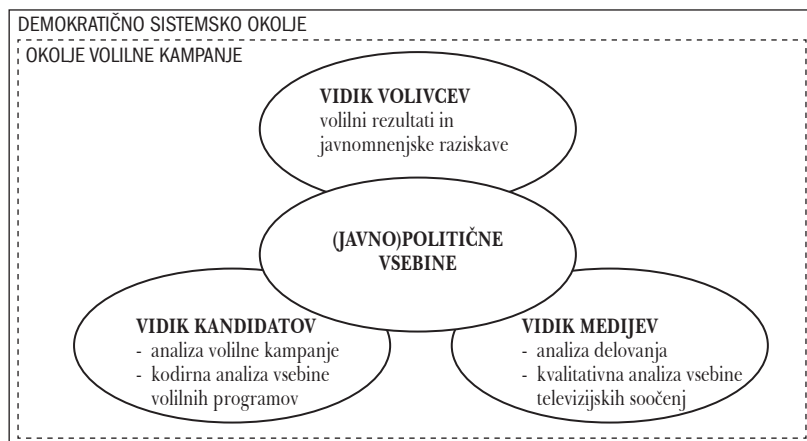 DEMOKRATIČNO SISTEMSKO OKOLJE
OKOLJE VOLILNE KAMPANJE
VIDIK VOLIVCEV
volilni rezultati in
javnomnenjske raziskave
(JAVNO)POLITIČNE
VSEBINE
VIDIK KANDIDATOV
- analiza volilne kampanje
- kodirna analiza vsebine
volilnih programov
VIDIK MEDIJEV
- analiza delovanja
- kvalitativna analiza vsebine
televizijskih soočenj